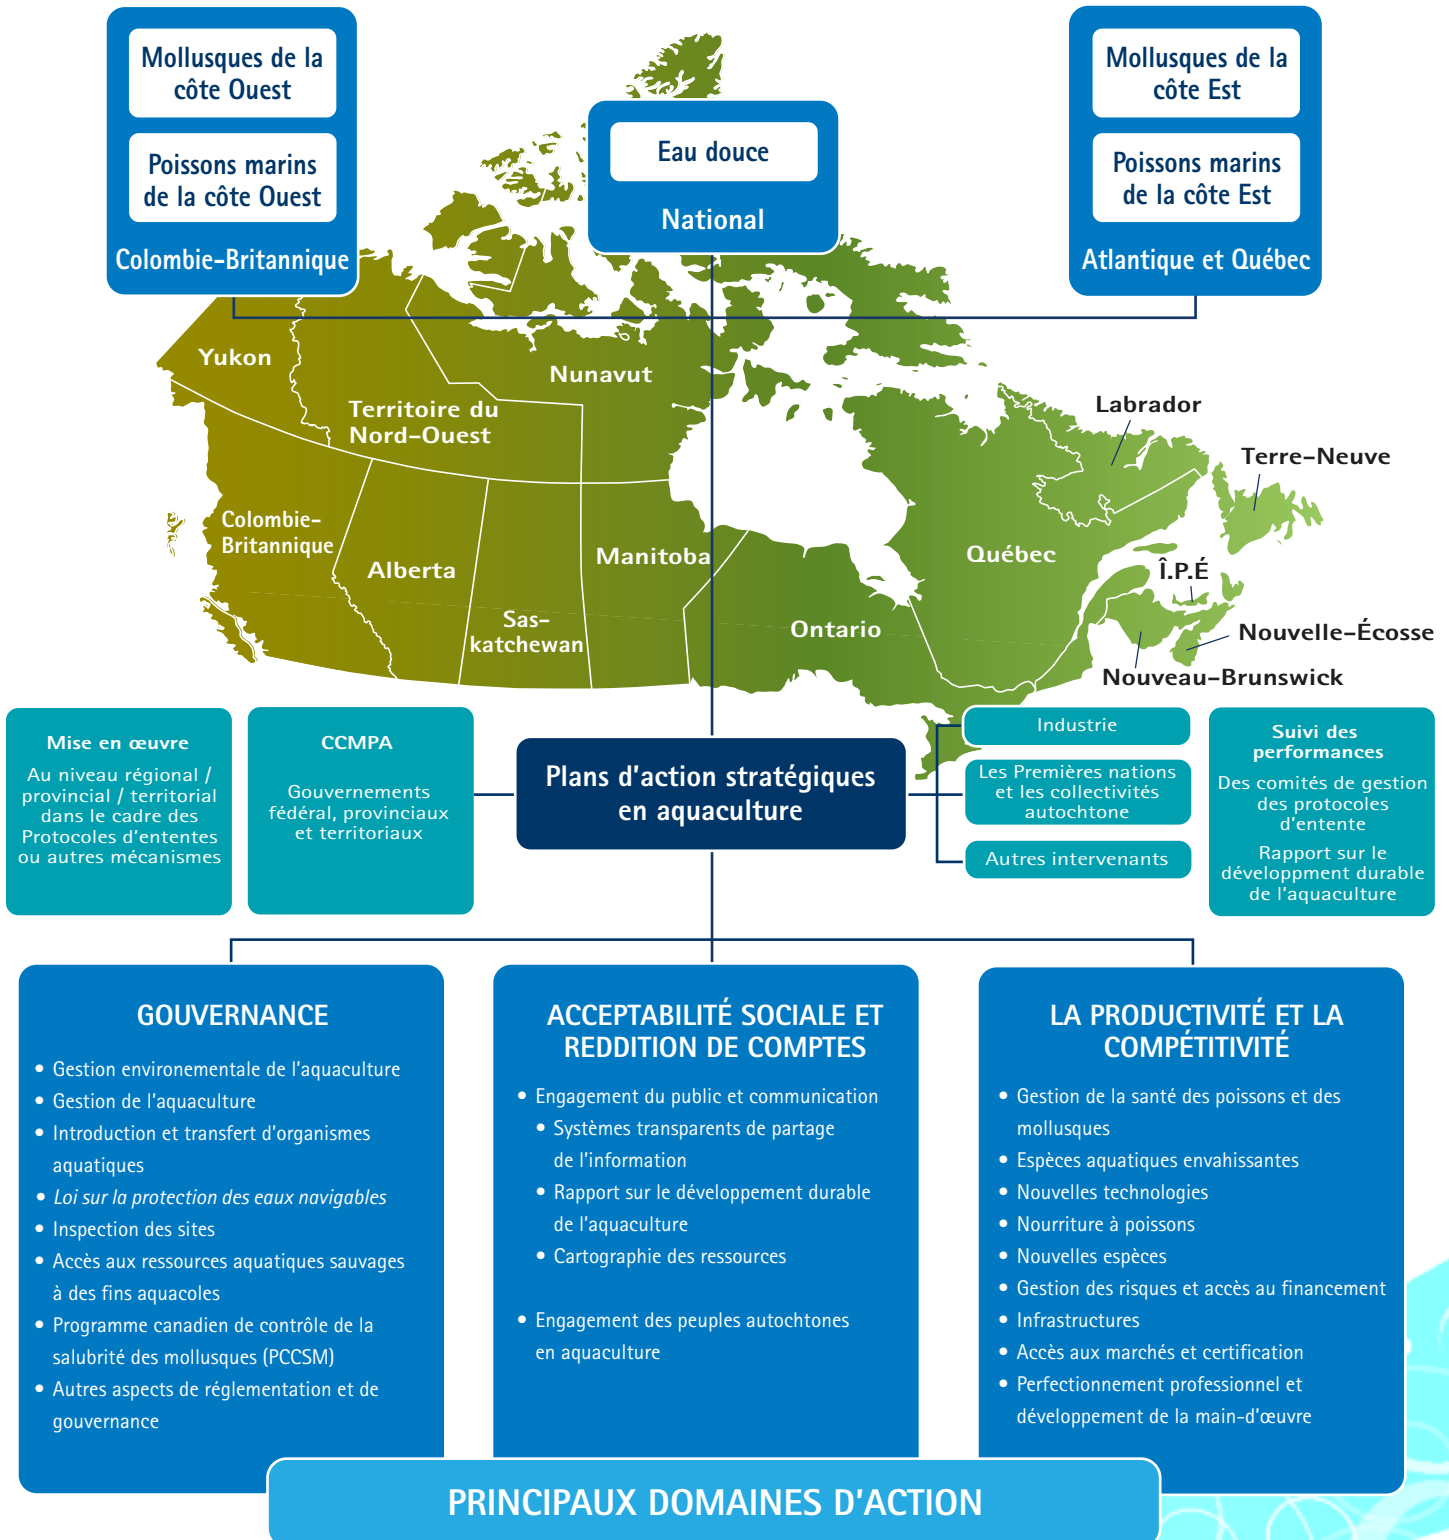 Mollusques de la
côte Ouest
Poissons marins
de la côte Ouest
Colombie-Britannique
Eau douce
National
Mollusques de la
côte Est
Poissons marins
de la côte Est
Atlantique et Québec
Yukon
Nunavut
Territoire du
Nord-Ouest
Labrador
Terre-Neuve
Colombie-
Britannique
Alberta
Manitoba
Québec
Î.P.É
Sas-
katchewan
Ontario
Nouvelle-Écosse
Nouveau-Brunswick
Mise en œuvre
Au niveau régional /
provincial / territorial
dans le cadre des
Protocoles d'ententes
ou autres mécanismes
CCMPA
Gouvernements
fédéral, provinciaux
et territoriaux
Plans d'action stratégiques
en aquaculture
Industrie
Les Premières nations
et les collectivités
autochtone
Autres intervenants
Suivi des
performances
Des comités de gestion
des protocoles
d'entente
Rapport sur le
développment durable
de l'aquaculture
GOUVERNANCE
• Gestion environementale de l'aquaculture
• Gestion de l'aquaculture
• Introduction et transfert d'organismes
aquatiques
• Loi sur la protection des eaux navigables
• Inspection des sites
• Accès aux ressources aquatiques sauvages
à des fins aquacoles
• Programme canadien de contrôle de la
salubrité des mollusques (PCCSM)
• Autres aspects de réglementation et de
gouvernance
ACCEPTABILITÉ SOCIALE ET
REDDITION DE COMPTES
• Engagement du public et communication
• Systèmes transparents de partage
de l'information
• Rapport sur le développement durable
de l'aquaculture
• Cartographie des ressources
• Engagement des peuples autochtones
en aquaculture
LA PRODUCTIVITÉ ET LA
COMPÉTITIVITÉ
• Gestion de la santé des poissons et des
mollusques
• Espèces aquatiques envahissantes
• Nouvelles technologies
• Nourriture à poissons
• Nouvelles espèces
• Gestion des risques et accès au financement
• Infrastructures
• Accès aux marchés et certification
• Perfectionnement professionnel et
développement de la main-d'œuvre
PRINCIPAUX DOMAINES D'ACTION